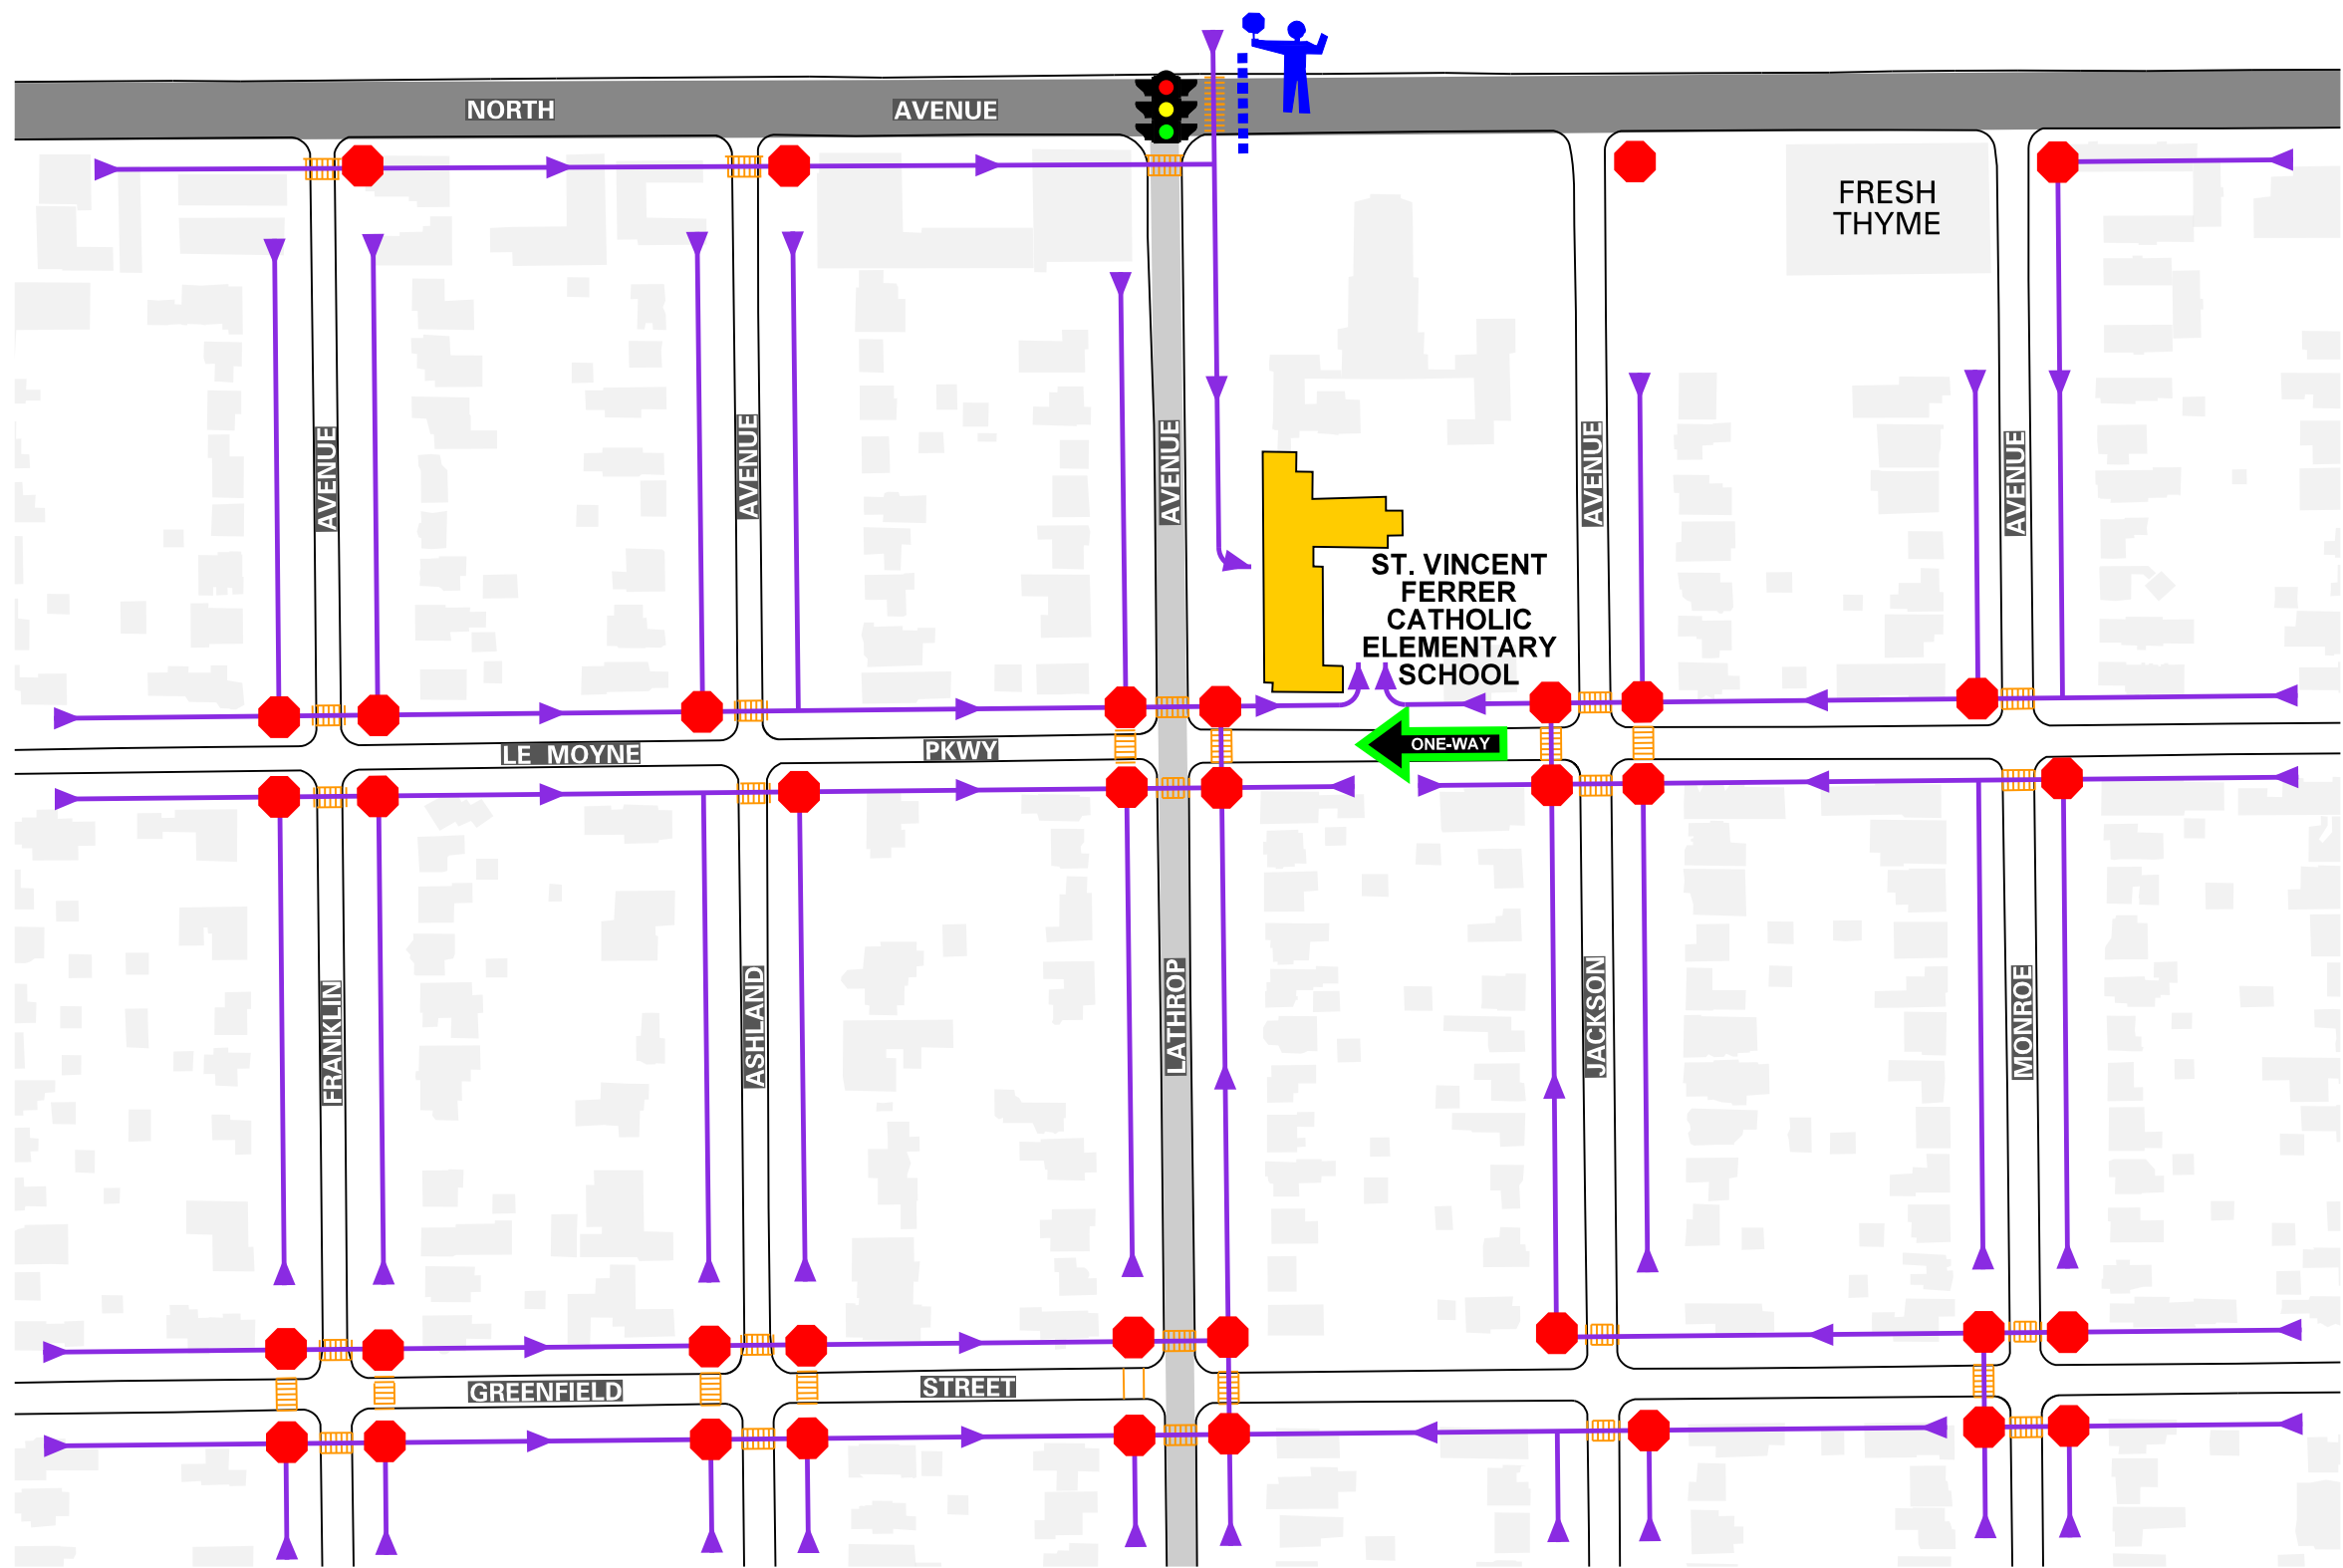 NORTH AVENUE
FRESH
THYME
AVENUE
AVENUE
AVENUE
AVENUE
AVENUE
ST. VINCENT
FERRER
CATHOLIC
ELEMENTARY
SCHOOL
LE MOYNE PKWY
ONE-WAY
FRANKLIN
ASHLAND
LATHROP
JACKSON
MONROE
GREENFIELD STREET